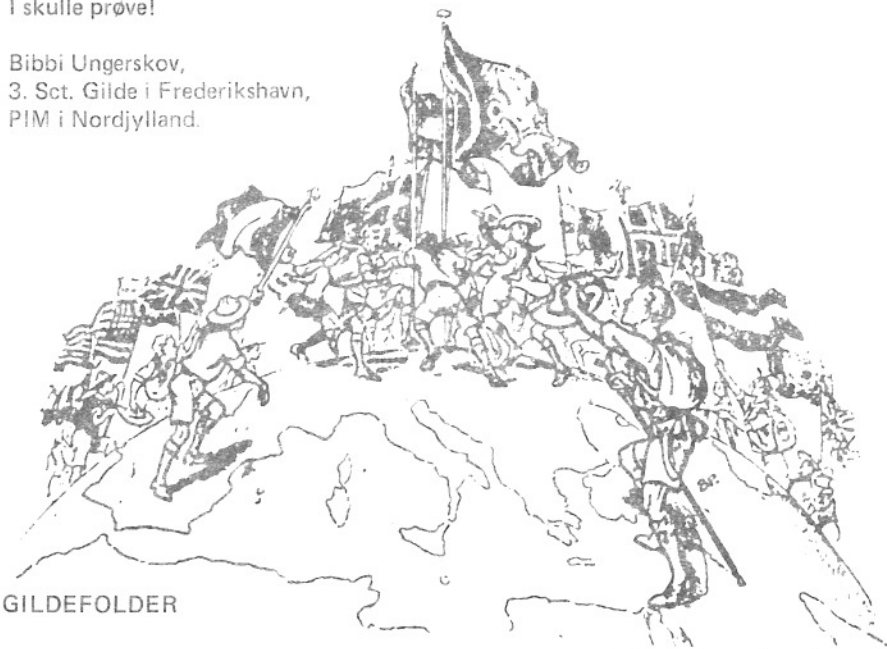 I skulle prøve!
Bibbi Ungerskov,
3. Sct. Gilde i Frederikshavn,
PIM i Nordjylland.
B.P.
GILDEFOLDER